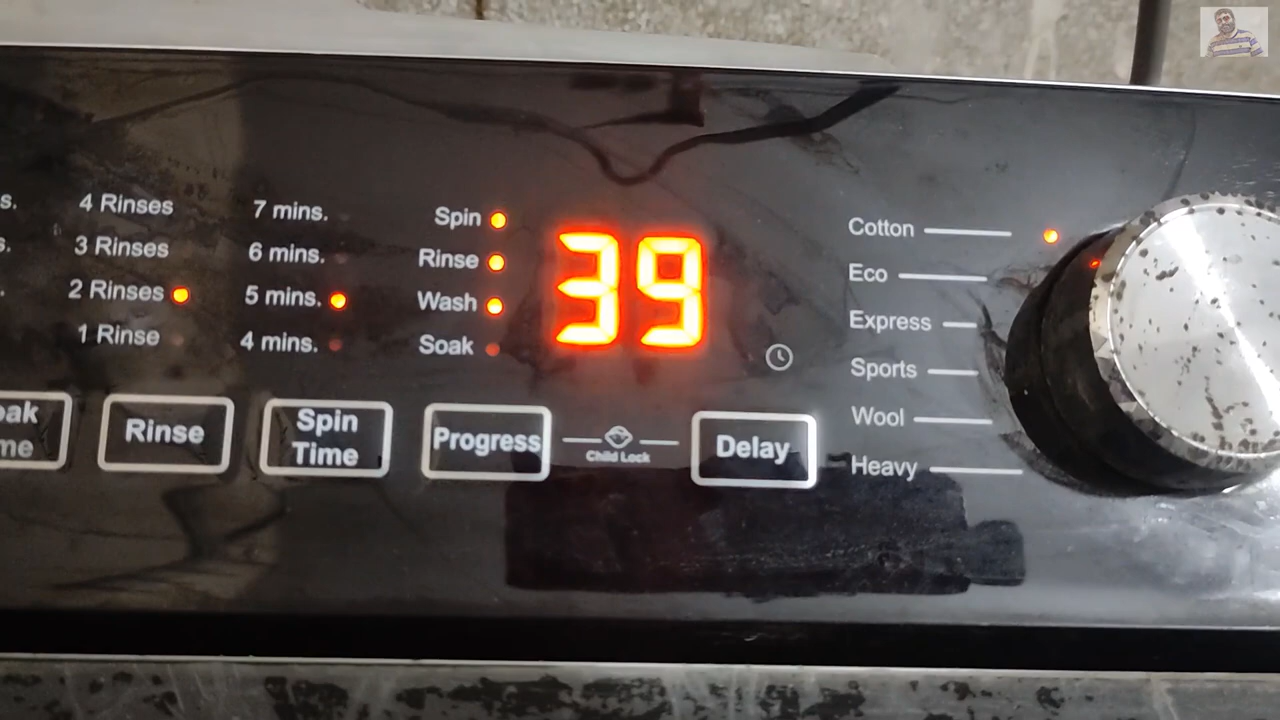 s.
4 Rinses
7 mins.
Spin
s.
3 Rinses
6 mins.
Rinse
2 Rinses
5 mins.
Wash
1 Rinse
4 mins.
Soak
39
Cotton
Eco
Express
Sports
Wool
Heavy
oak
me
Rinse
Spin
Time
Progress
Child Lock
Delay